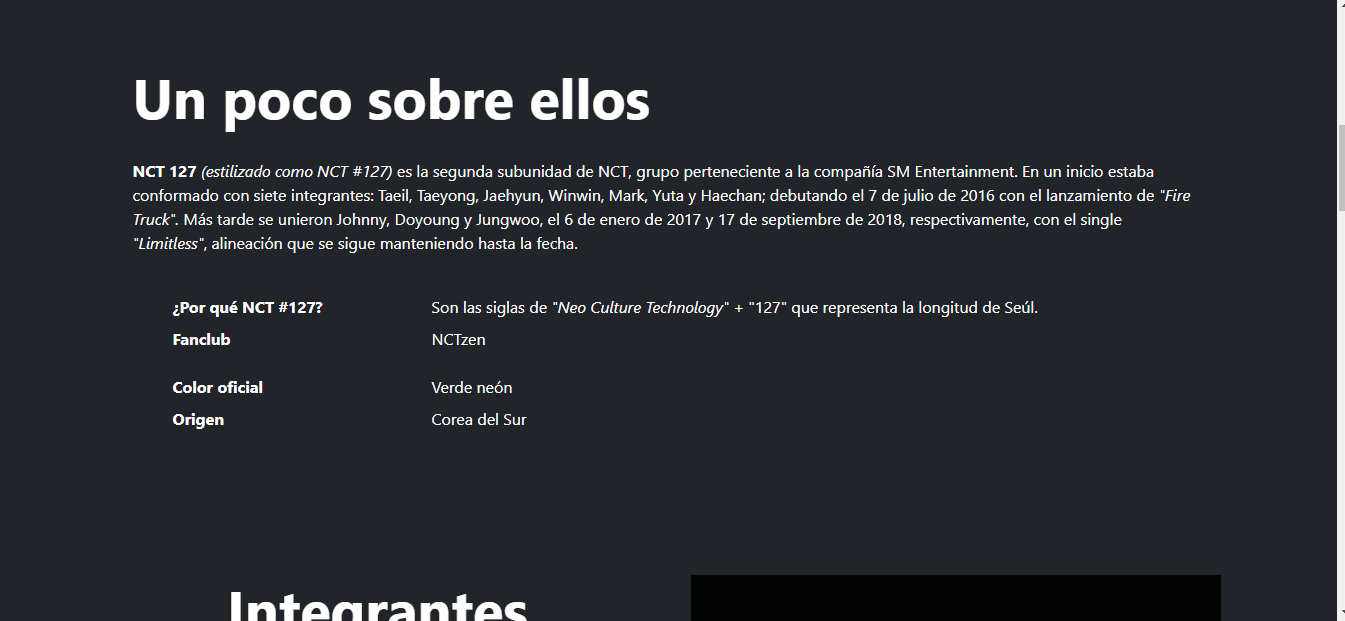 Un poco sobre ellos
NCT 127 (estilizado como NCT #127) es la segunda subunidad de NCT, grupo perteneciente a la compañía SM Entertainment. En un inicio estaba
conformado con siete integrantes: Taeil, Taeyong, Jaehyun, Winwin, Mark, Yuta y Haechan; debutando el 7 de julio de 2016 con el lanzamiento de "Fire
Truck". Más tarde se unieron Johnny, Doyoung y Jungwoo, el 6 de enero de 2017 y 17 de septiembre de 2018, respectivamente, con el single
"Limitless", alineación que se sigue manteniendo hasta la fecha.
¿Por qué NCT #127? Son las siglas de "Neo Culture Technology" + "127" que representa la longitud de Seúl.
Fanclub NCTzen
Color oficial Verde neón
Origen Corea del Sur
Integrantes